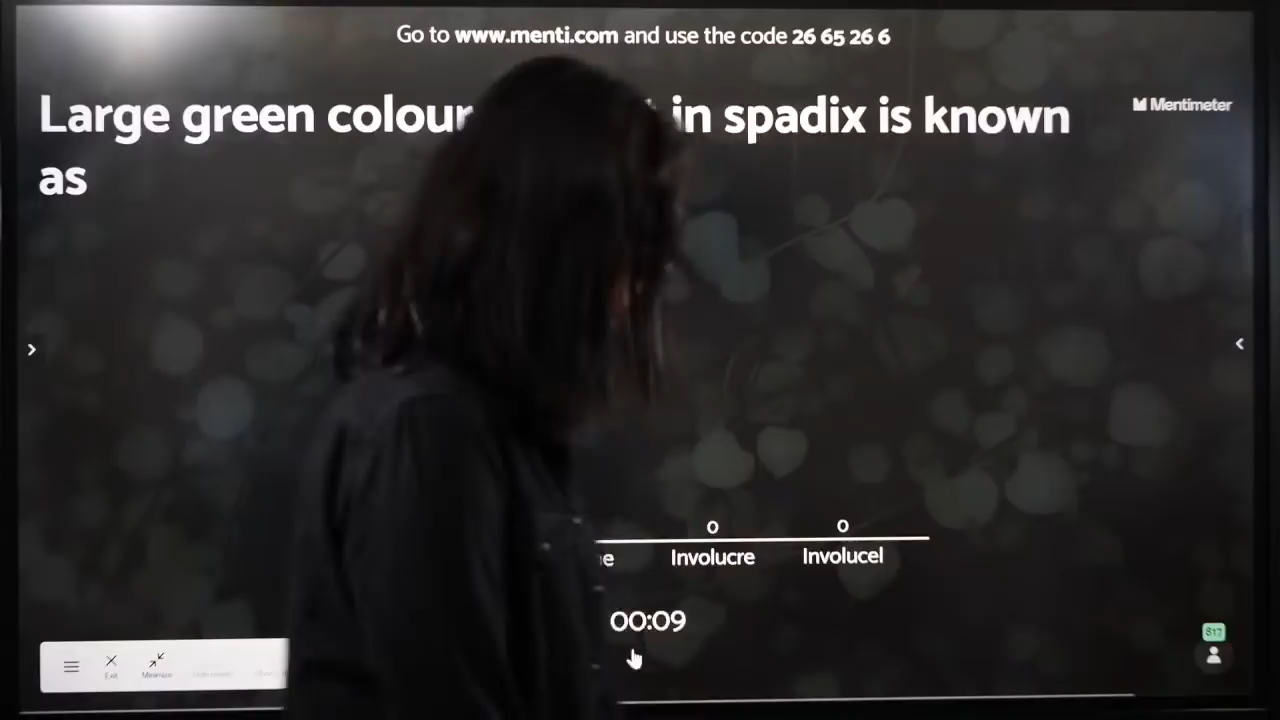 Go to www.menti.com and use the code 26 65 26 6
Large green colour in spadix is known
as
Mentimeter
0 0
Involucre Involucel
00:09
Exit Minimize
817